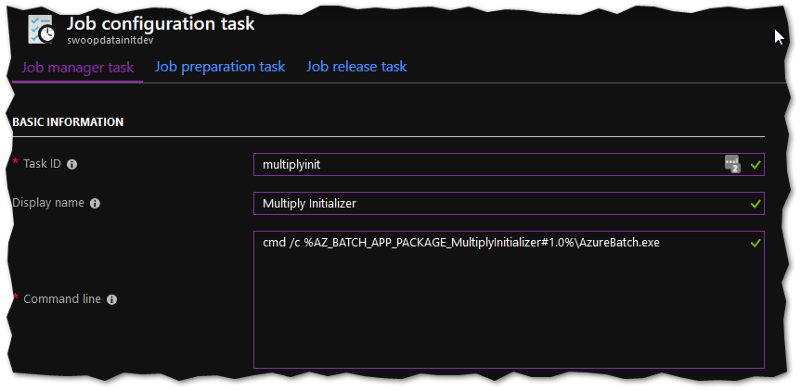 Job configuration task
swoopdatainitdev
Job manager task Job preparation task Job release task
BASIC INFORMATION
* Task ID
multiplyinit
2
Display name
Multiply Initializer
cmd /c %AZ_BATCH_APP_PACKAGE_MultiplyInitializer#1.0%\AzureBatch.exe
* Command line